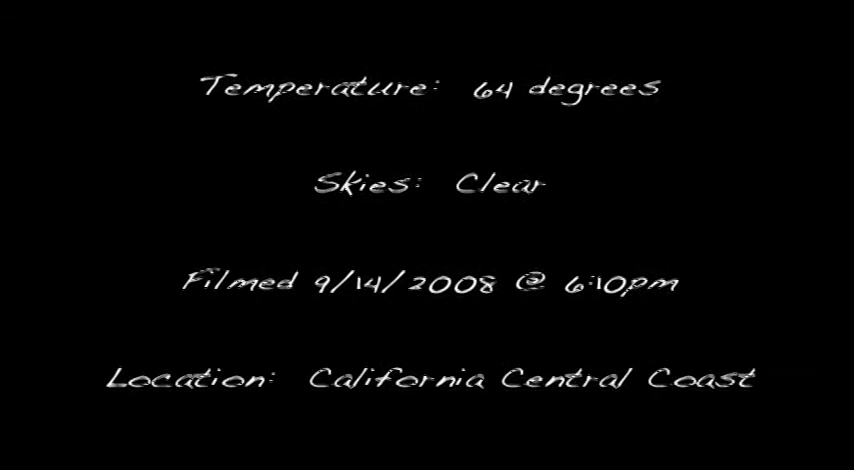 Temperature: 64 degrees
Skies: Clear
Filmed 9/14/2008 @ 6:10pm
Location: California Central Coast